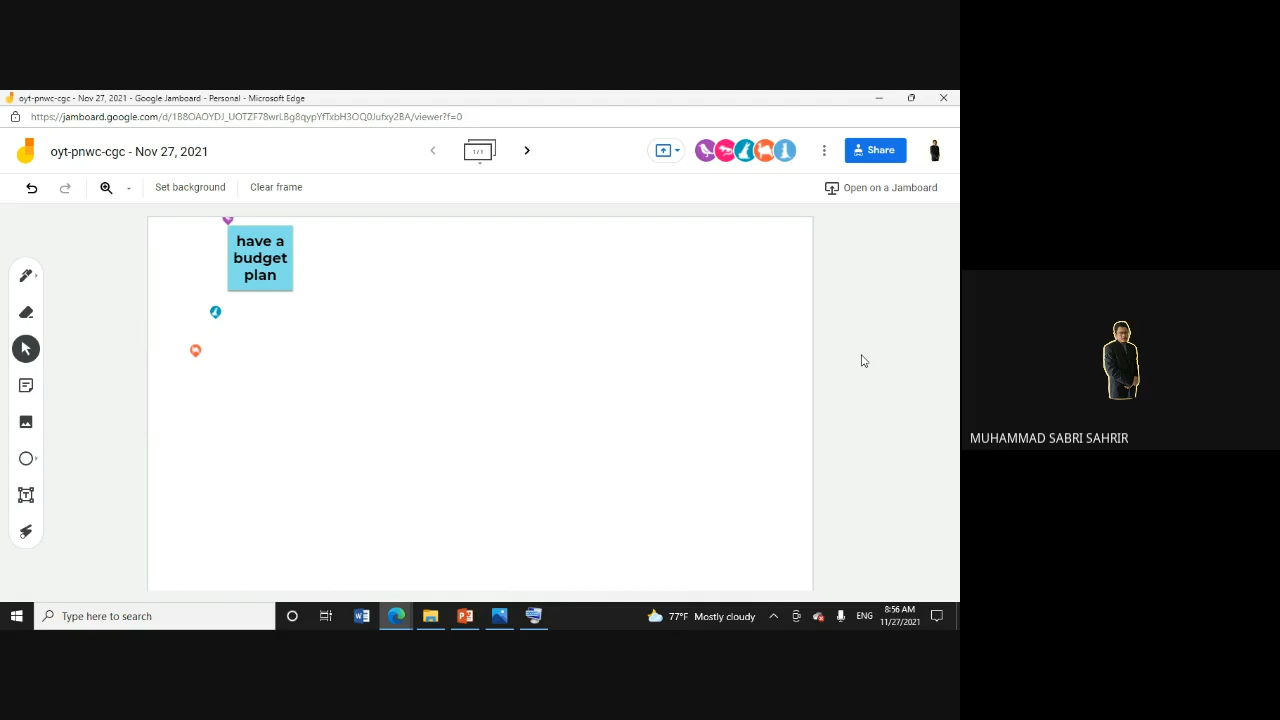 oyt-pnwc-cgc - Nov 27, 2021 - Google Jamboard - Personal - Microsoft Edge
oyt-pnwc-cgc - Nov 27, 2021
1/1
Share
Set background
Clear frame
Open on a Jamboard
have a
budget
plan
MUHAMMAD SABRI SAHRIR
Type here to search
77°F Mostly cloudy
ENG
8:56 AM
11/27/2021